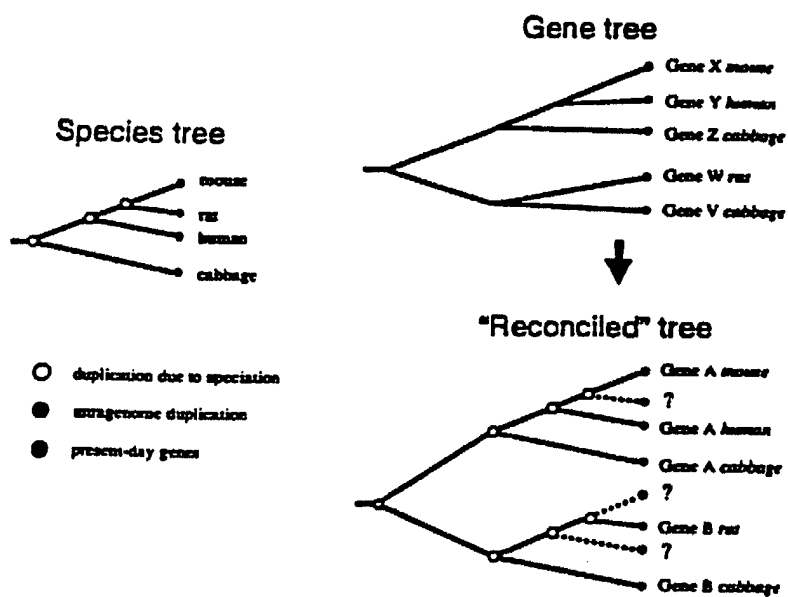 Gene tree
Gene X mouse
Gene Y human
Gene Z cabbage
Gene W rat
Gene V cabbage
Species tree
mouse
rat
human
cabbage
"Reconciled" tree
duplication due to speciation
intragenome duplication
present-day genes
Gene A mouse
?
Gene A human
Gene A cabbage
?
Gene B rat
?
Gene B cabbage